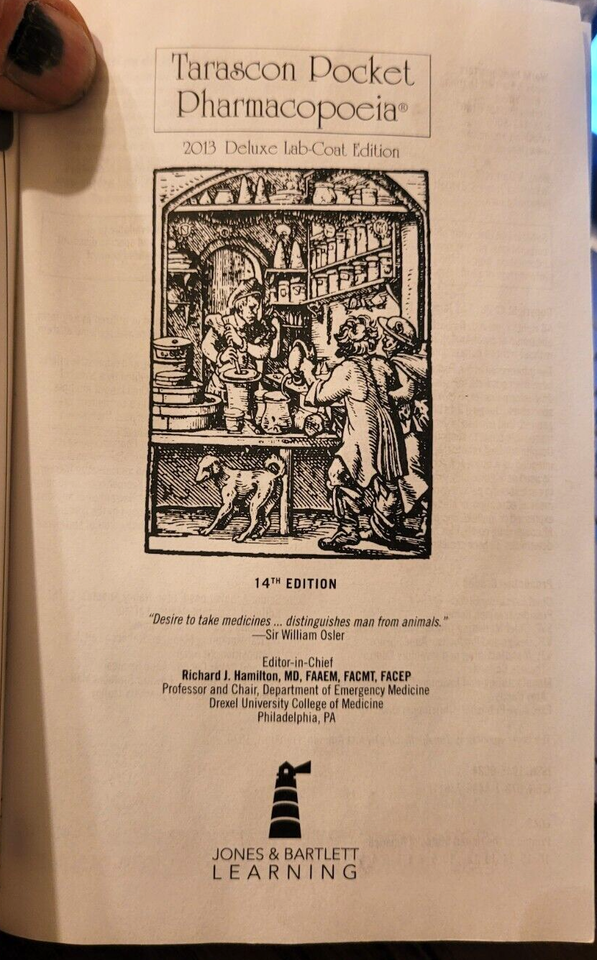 Tarascon Pocket
Pharmacopoeia®
2013 Deluxe Lab-Coat Edition
14TH EDITION
"Desire to take medicines ... distinguishes man from animals."
—Sir William Osler
Editor-in-Chief
Richard J. Hamilton, MD, FAAEM, FACMT, FACEP
Professor and Chair, Department of Emergency Medicine
Drexel University College of Medicine
Philadelphia, PA
JONES & BARTLETT
LEARNING